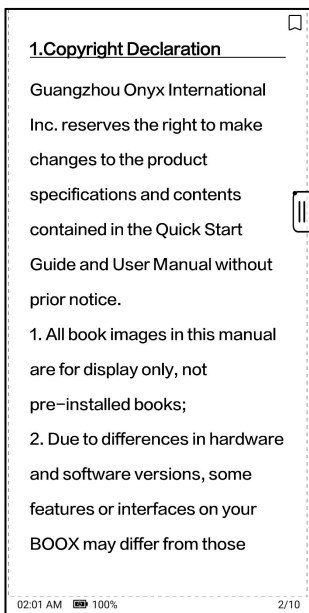 1.Copyright Declaration
Guangzhou Onyx International
Inc. reserves the right to make
changes to the product
specifications and contents
contained in the Quick Start
Guide and User Manual without
prior notice.
1. All book images in this manual
are for display only, not
pre-installed books;
2. Due to differences in hardware
and software versions, some
features or interfaces on your
BOOX may differ from those
02:01 AM 100% 2/10